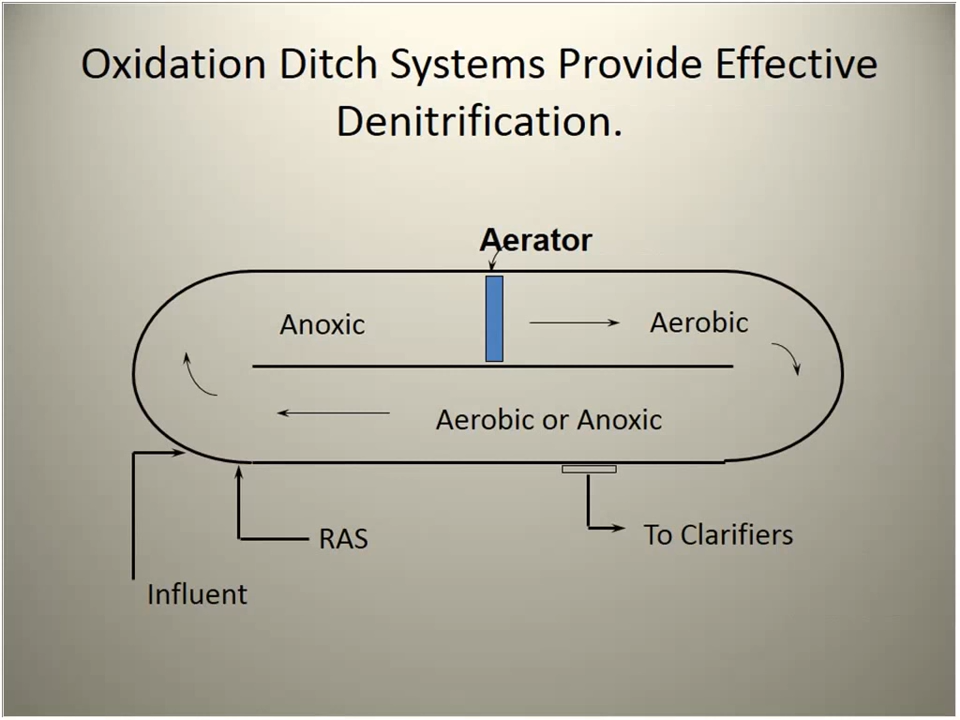 Oxidation Ditch Systems Provide Effective
Denitrification.
Aerator
Anoxic
Aerobic
Aerobic or Anoxic
RAS
To Clarifiers
Influent